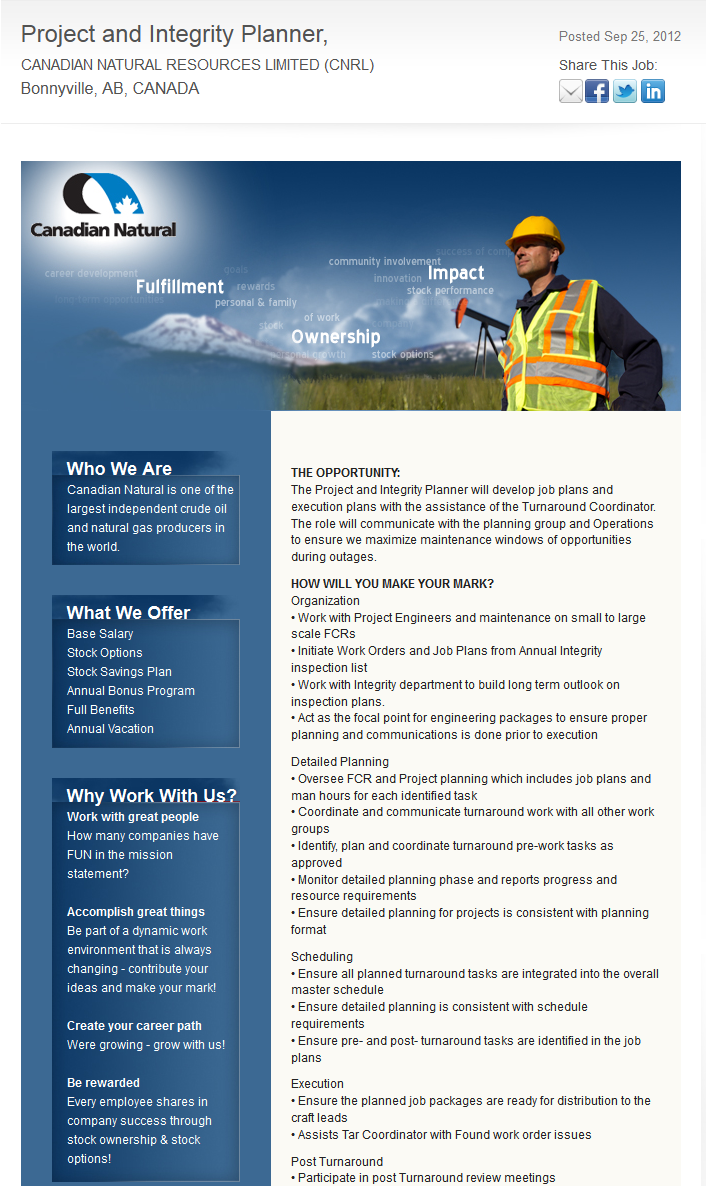 Project and Integrity Planner,
CANADIAN NATURAL RESOURCES LIMITED (CNRL)
Bonnyville, AB, CANADA
Posted Sep 25, 2012
Share This Job:
Canadian Natural
career development
goals
Fulfillment
rewards
long-term opportunities
personal & family
community involvement
success of
innovation
Impact
stock performance
of work
stock
Ownership
personal growth
stock options
Who We Are
Canadian Natural is one of the
largest independent crude oil
and natural gas producers in
the world.
What We Offer
Base Salary
Stock Options
Stock Savings Plan
Annual Bonus Program
Full Benefits
Annual Vacation
Why Work With Us?
Work with great people
How many companies have
FUN in the mission
statement?
Accomplish great things
Be part of a dynamic work
environment that is always
changing - contribute your
ideas and make your mark!
Create your career path
Were growing - grow with us!
Be rewarded
Every employee shares in
company success through
stock ownership & stock
options!
THE OPPORTUNITY:
The Project and Integrity Planner will develop job plans and
execution plans with the assistance of the Turnaround Coordinator.
The role will communicate with the planning group and Operations
to ensure we maximize maintenance windows of opportunities
during outages.
HOW WILL YOU MAKE YOUR MARK?
Organization
• Work with Project Engineers and maintenance on small to large
scale FCRs
• Initiate Work Orders and Job Plans from Annual Integrity
inspection list
• Work with Integrity department to build long term outlook on
inspection plans.
• Act as the focal point for engineering packages to ensure proper
planning and communications is done prior to execution
Detailed Planning
• Oversee FCR and Project planning which includes job plans and
man hours for each identified task
• Coordinate and communicate turnaround work with all other work
groups
• Identify, plan and coordinate turnaround pre-work tasks as
approved
• Monitor detailed planning phase and reports progress and
resource requirements
• Ensure detailed planning for projects is consistent with planning
format
Scheduling
• Ensure all planned turnaround tasks are integrated into the overall
master schedule
• Ensure detailed planning is consistent with schedule
requirements
• Ensure pre- and post- turnaround tasks are identified in the job
plans
Execution
• Ensure the planned job packages are ready for distribution to the
craft leads
• Assists Tar Coordinator with Found work order issues
Post Turnaround
• Participate in post Turnaround review meetings